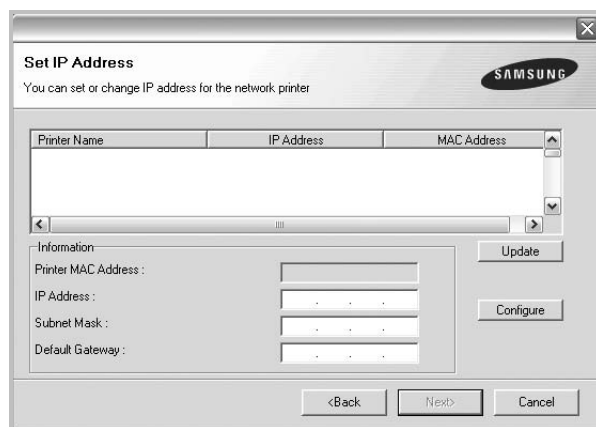 Set IP Address
You can set or change IP address for the network printer
SAMSUNG
Printer Name IP Address MAC Address
Information
Printer MAC Address :
IP Address :
Subnet Mask :
Default Gateway :
Update
Configure
<Back Next> Cancel